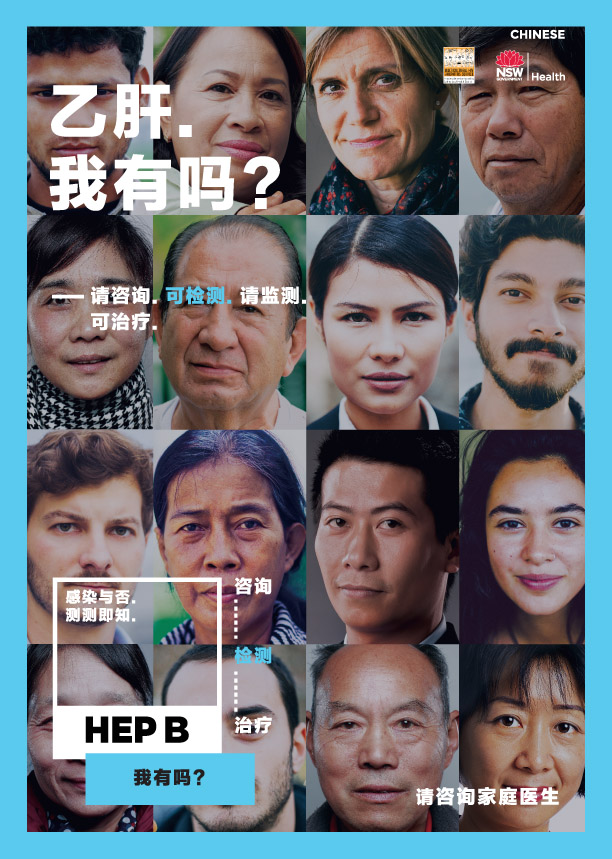 CHINESE
NSW
GOVERNMENT
Health
乙肝.
我有吗?
请咨询. 可检测. 请监测.
可治疗.
感染与否.
测测即知.
咨询
检测
治疗
HEP B
我有吗?
请咨询家庭医生